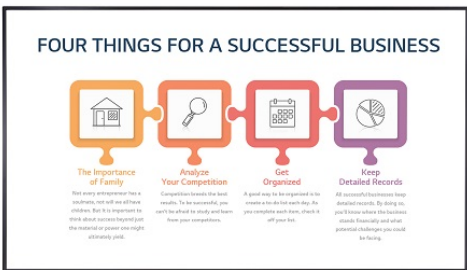 FOUR THINGS FOR A SUCCESSFUL BUSINESS
The Importance
of Family
Not every entrepreneur has a
soulmate, not will we all have
children. But it is important to
think about success beyond just
the material or power one might
ultimately yield.
Analyze
Your Competition
Competition breeds the best
results. To be successful, you
can't be afraid to study and learn
from your competitors.
Get
Organized
A good way to be organized is to
create a to-do list each day. As
you complete each item, check it
off your list.
Keep
Detailed Records
All successful businesses keep
detailed records. By doing so,
you'll know where the business
stands financially and what
potential challenges you could
be facing.